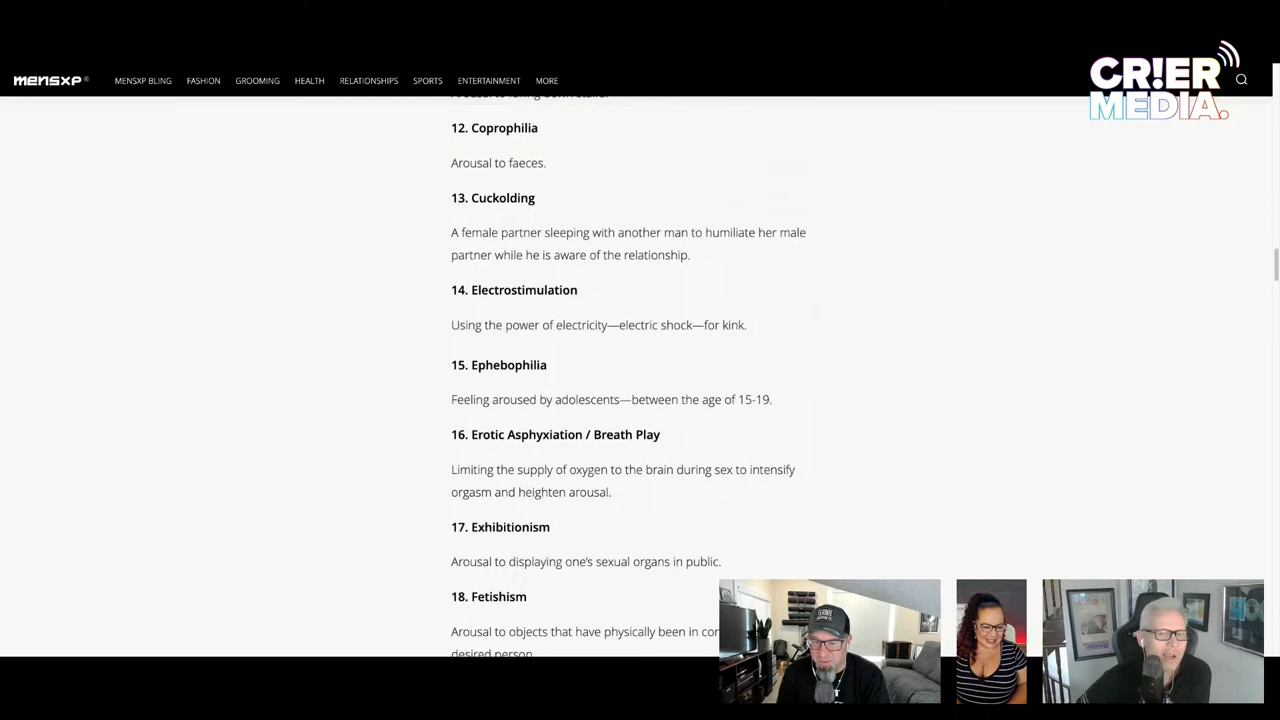 mensxp®
MENSXP BLING FASHION GROOMING HEALTH RELATIONSHIPS SPORTS ENTERTAINMENT MORE
CR!ER
MEDIA.
12. Coprophilia
Arousal to faeces.
13. Cuckolding
A female partner sleeping with another man to humiliate her male
partner while he is aware of the relationship.
14. Electrostimulation
Using the power of electricity—electric shock—for kink.
15. Ephebophilia
Feeling aroused by adolescents—between the age of 15-19.
16. Erotic Asphyxiation / Breath Play
Limiting the supply of oxygen to the brain during sex to intensify
orgasm and heighten arousal.
17. Exhibitionism
Arousal to displaying one's sexual organs in public.
18. Fetishism
Arousal to objects that have physically been in
desired person